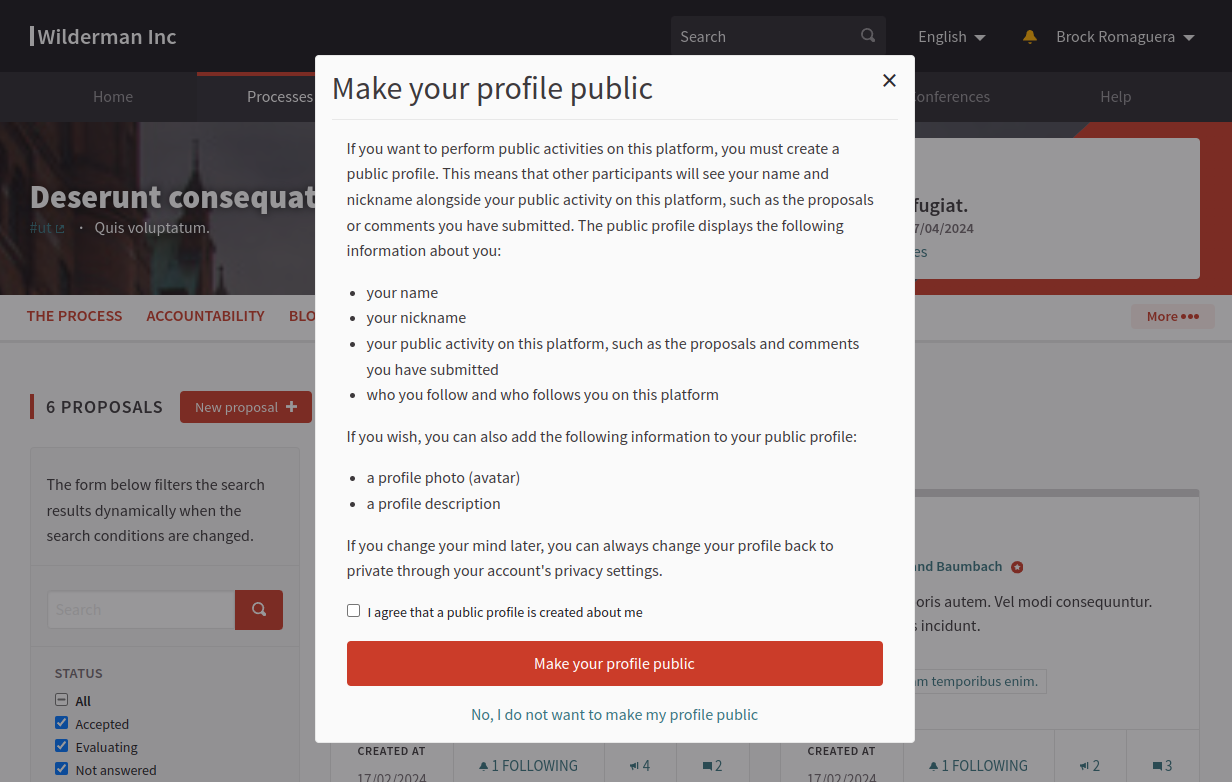 Wilderman Inc
Search
English
Brock Romaguera
Home
Processes
onferences
Help
Make your profile public
×
Deserunt consequat
#ut · Quis voluptatum.
fugiat.
7/04/2024
es
THE PROCESS
ACCOUNTABILITY
BLO
More •••
If you want to perform public activities on this platform, you must create a
public profile. This means that other participants will see your name and
nickname alongside your public activity on this platform, such as the proposals
or comments you have submitted. The public profile displays the following
information about you:
• your name
• your nickname
• your public activity on this platform, such as the proposals and comments
you have submitted
• who you follow and who follows you on this platform
If you wish, you can also add the following information to your public profile:
• a profile photo (avatar)
• a profile description
If you change your mind later, you can always change your profile back to
private through your account's privacy settings.
I agree that a public profile is created about me
Make your profile public
No, I do not want to make my profile public
6 PROPOSALS
New proposal +
The form below filters the search
results dynamically when the
search conditions are changed.
Search
STATUS
All
Accepted
Evaluating
Not answered
nd Baumbach
oris autem. Vel modi consequuntur.
s incidunt.
m temporibus enim.
CREATED AT
17/02/2024
1 FOLLOWING
4
2
CREATED AT
17/02/2024
1 FOLLOWING
2
3